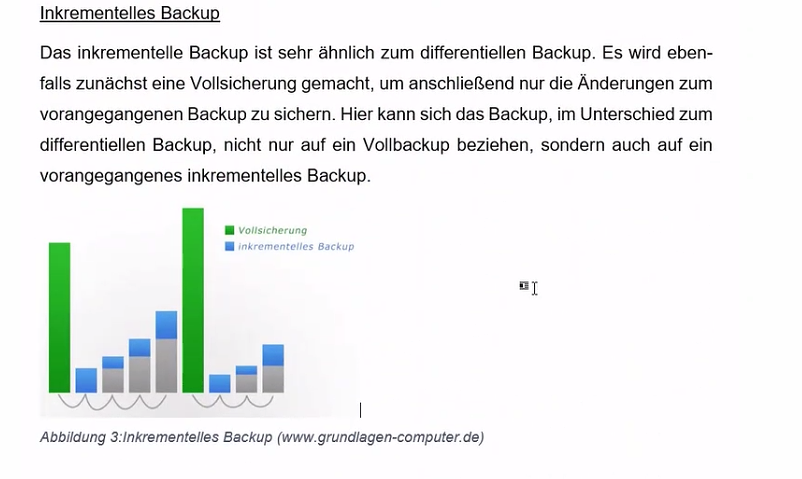 Inkrementelles Backup
Das inkrementelle Backup ist sehr ähnlich zum differentiellen Backup. Es wird eben-
falls zunächst eine Vollsicherung gemacht, um anschließend nur die Änderungen zum
vorangegangenen Backup zu sichern. Hier kann sich das Backup, im Unterschied zum
differentiellen Backup, nicht nur auf ein Vollbackup beziehen, sondern auch auf ein
vorangegangenes inkrementelles Backup.
Vollsicherung
inkrementelles Backup
Abbildung 3:Inkrementelles Backup (www.grundlagen-computer.de)